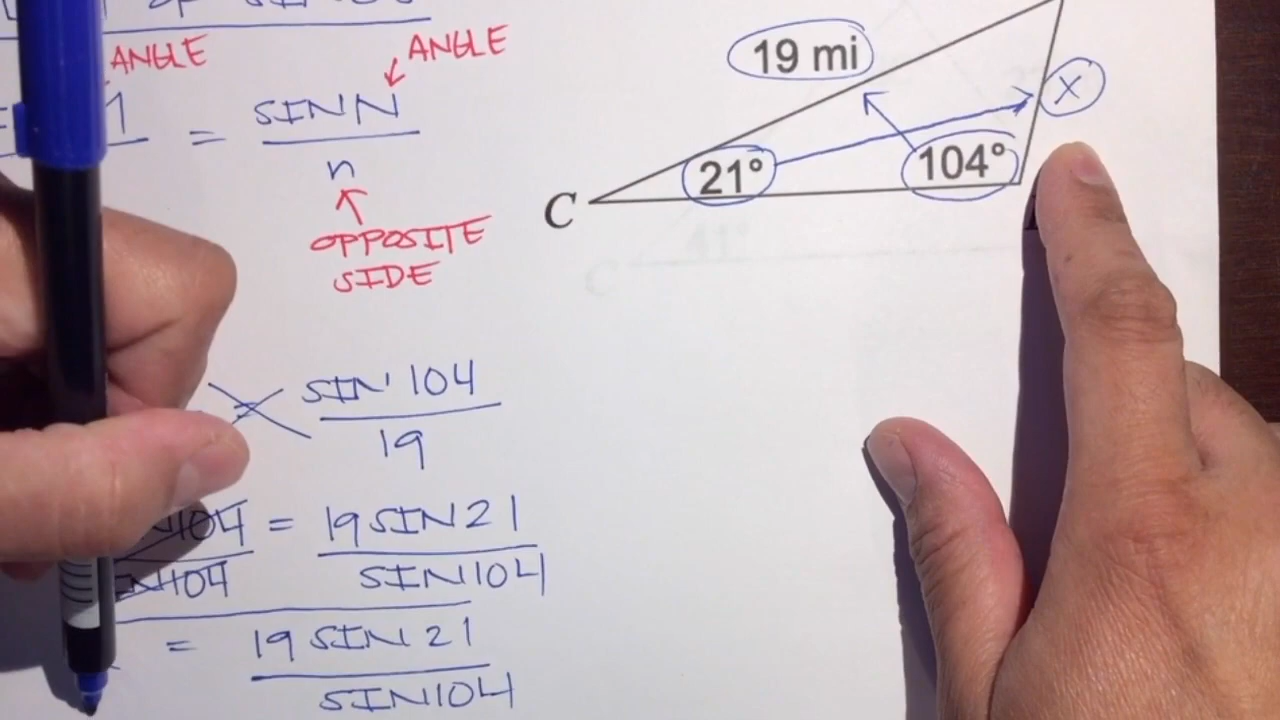 ANGLE
ANGLE
= SIN N
n
OPPOSITE
SIDE
19 mi
x
21°
104°
C
41°
C
= SIN 104
19
= 19 SIN 21
SIN 104
= 19 SIN 21
SIN 104